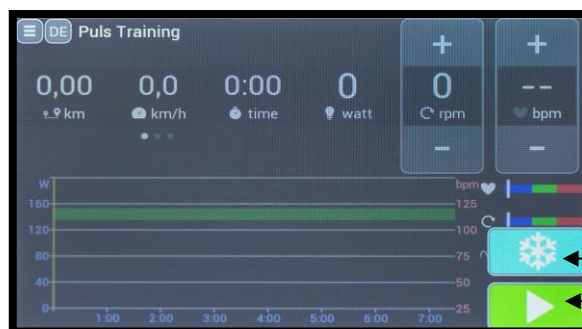 DE Puls Training
+ +
0,00 0,0 0:00 0 0 --
km km/h time watt rpm bpm
- -
W bpm
160 125
120 100
80 75
40 50
0 25
1:00 2:00 3:00 4:00 5:00 6:00 7:00